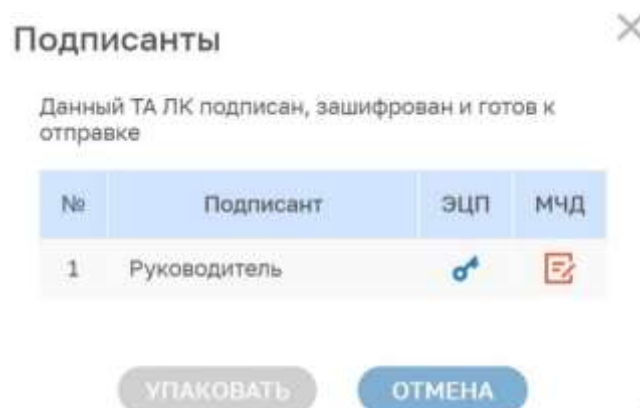 Подписанты
Данный ТА ЛК подписан, зашифрован и готов к
отправке
№ Подписант ЭЦП МЧД
1 Руководитель
УПАКОВАТЬ ОТМЕНА